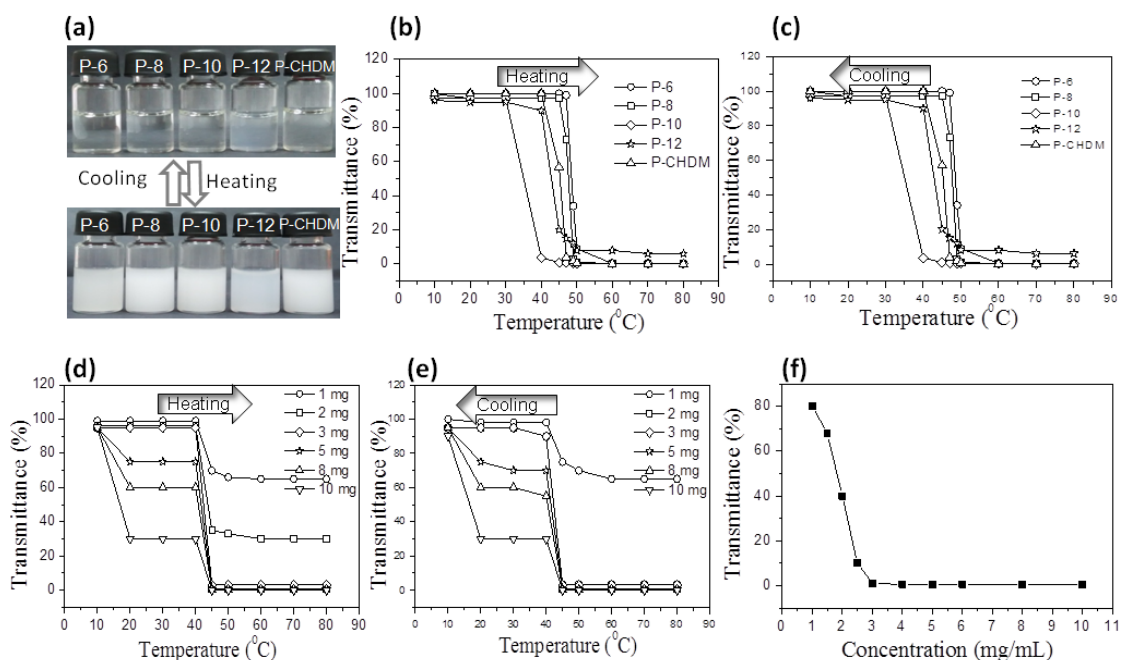 (a)
P-6 P-8 P-10 P-12 P-CHDM
Cooling Heating
P-6 P-8 P-10 P-12 P-CHDM
(b)
120
100
80
60
40
20
0
Transmittance (%)
Heating
P-6
P-8
P-10
P-12
P-CHDM
0 10 20 30 40 50 60 70 80 90
Temperature (⁰C)
(c)
120
100
80
60
40
20
0
Transmittance (%)
Cooling
P-6
P-8
P-10
P-12
P-CHDM
0 10 20 30 40 50 60 70 80 90
Temperature (⁰C)
(d)
120
100
80
60
40
20
0
Transmittance (%)
Heating
1 mg
2 mg
3 mg
5 mg
8 mg
10 mg
0 10 20 30 40 50 60 70 80 90
Temperature (⁰C)
(e)
120
100
80
60
40
20
0
Transmittance (%)
Cooling
1 mg
2 mg
3 mg
5 mg
8 mg
10 mg
0 10 20 30 40 50 60 70 80 90
Temperature (⁰C)
(f)
80
60
40
20
0
Transmittance (%)
0 1 2 3 4 5 6 7 8 9 10 11
Concentration (mg/mL)